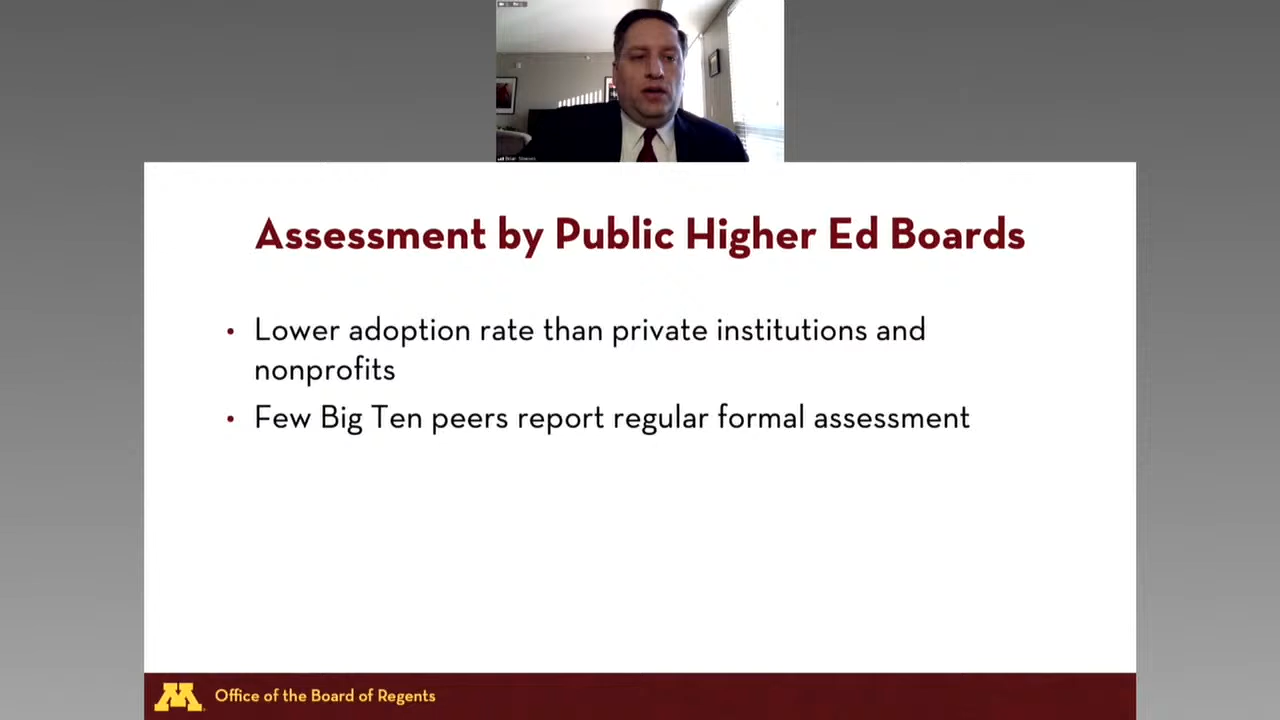 Assessment by Public Higher Ed Boards
• Lower adoption rate than private institutions and
nonprofits
• Few Big Ten peers report regular formal assessment
M
Office of the Board of Regents